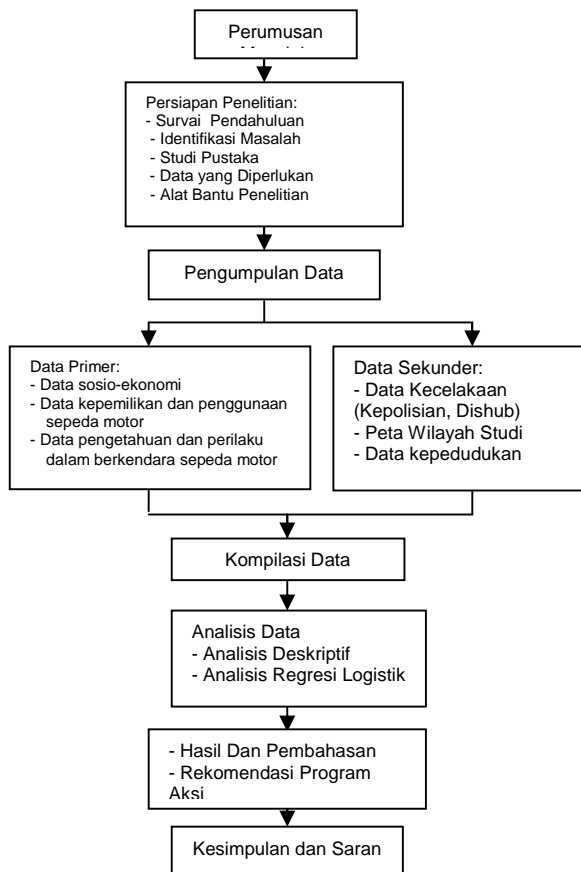 Perumusan
Persiapan Penelitian:
- Survai Pendahuluan
- Identifikasi Masalah
- Studi Pustaka
- Data yang Diperlukan
- Alat Bantu Penelitian
Pengumpulan Data
Data Primer:
- Data sosio-ekonomi
- Data kepemilikan dan penggunaan
sepeda motor
- Data pengetahuan dan perilaku
dalam berkendara sepeda motor
Data Sekunder:
- Data Kecelakaan
(Kepolisian, Dishub)
- Peta Wilayah Studi
- Data kepedudukan
Kompilasi Data
Analisis Data
- Analisis Deskriptif
- Analisis Regresi Logistik
- Hasil Dan Pembahasan
- Rekomendasi Program
Aksi
Kesimpulan dan Saran